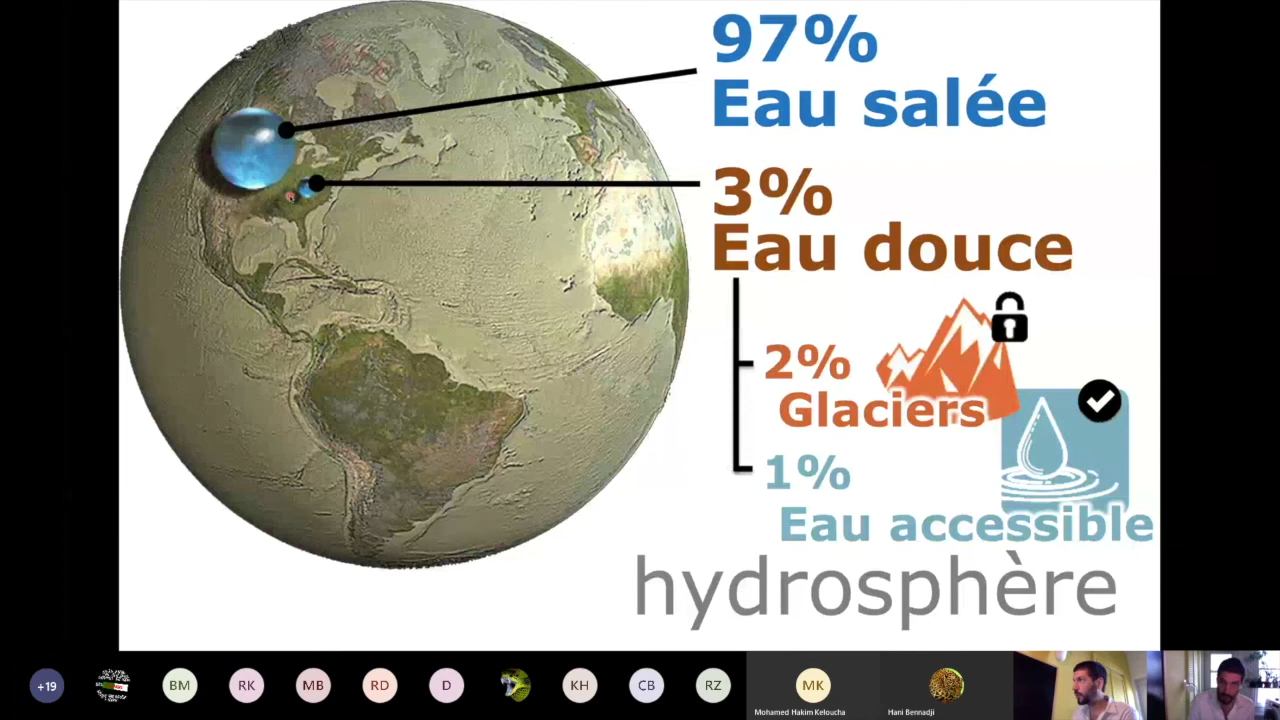 97%
Eau salée
3%
Eau douce
2%
Glaciers
1%
Eau accessible
hydrosphère
+19
BM
RK
MB
RD
D
KH
CB
RZ
MK
Mohamed Hakim Keloucha
Hani Bennadji